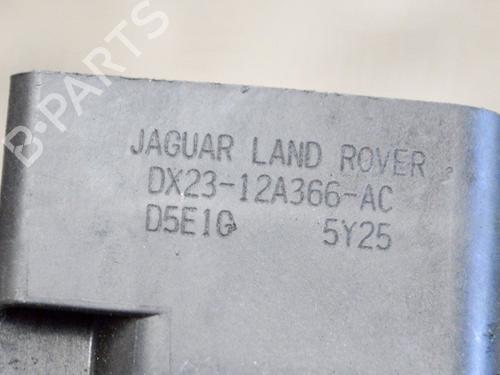 B-PARTS
JAGUAR LAND ROVER
DX23-12A366-AC
D5E1G 5Y25